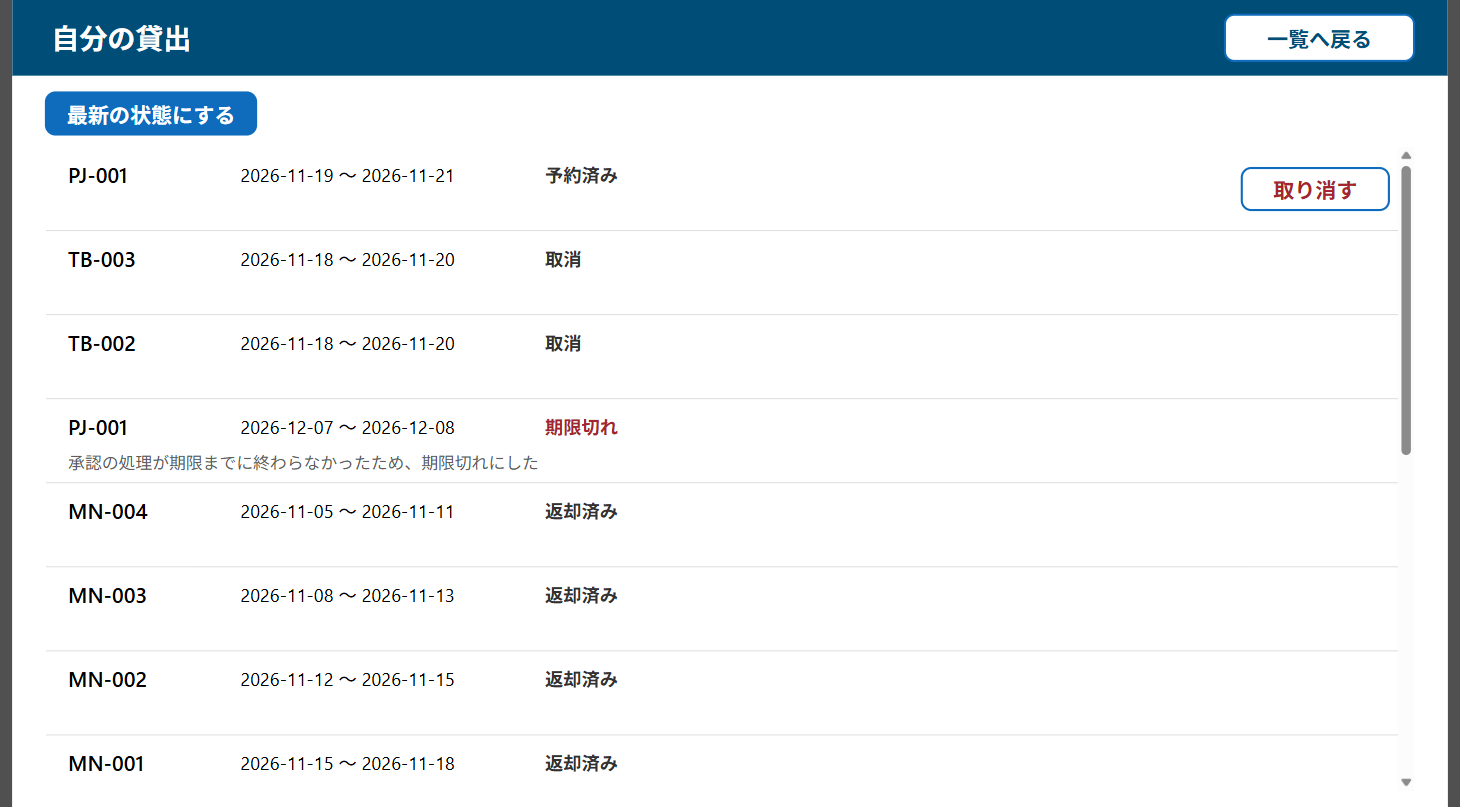 自分の貸出
一覧へ戻る
最新の状態にする
PJ-001 2026-11-19 ～ 2026-11-21 予約済み 取り消す
TB-003 2026-11-18 ～ 2026-11-20 取消
TB-002 2026-11-18 ～ 2026-11-20 取消
PJ-001 2026-12-07 ～ 2026-12-08 期限切れ
承認の処理が期限までに終わらなかったため、期限切れにした
MN-004 2026-11-05 ～ 2026-11-11 返却済み
MN-003 2026-11-08 ～ 2026-11-13 返却済み
MN-002 2026-11-12 ～ 2026-11-15 返却済み
MN-001 2026-11-15 ～ 2026-11-18 返却済み